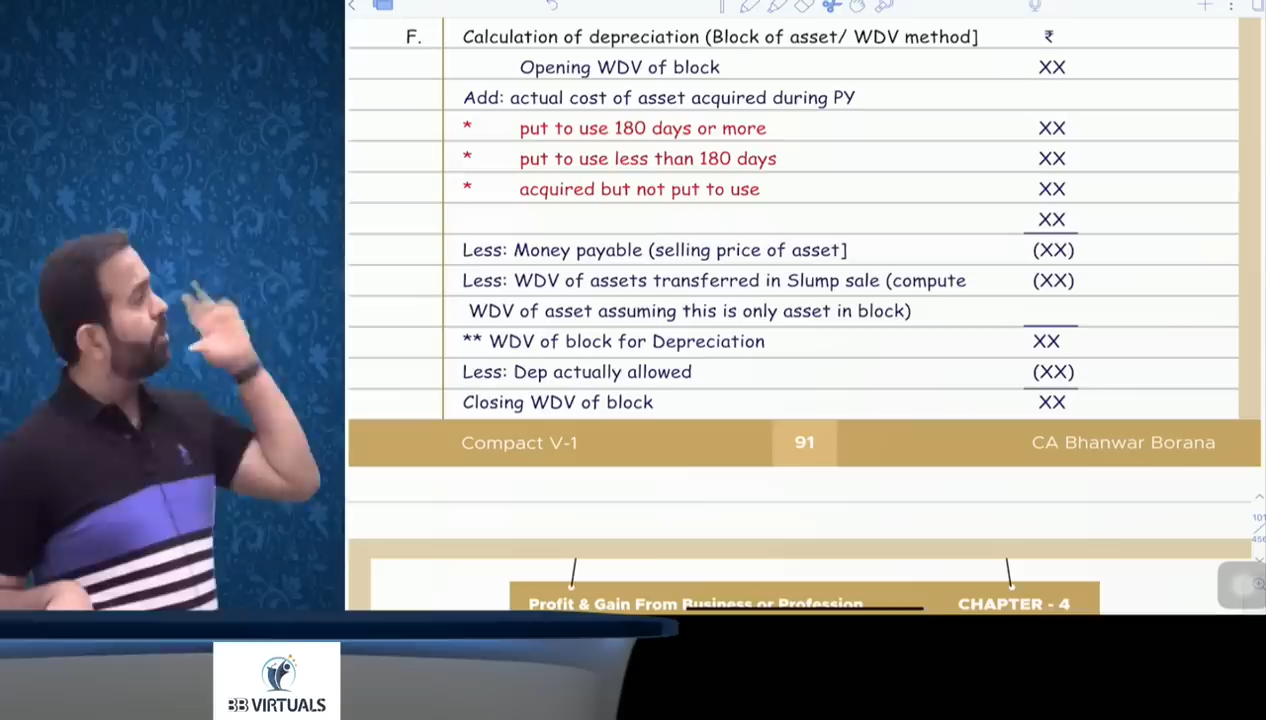 F. Calculation of depreciation (Block of asset/ WDV method] ₹
Opening WDV of block XX
Add: actual cost of asset acquired during PY
* put to use 180 days or more XX
* put to use less than 180 days XX
* acquired but not put to use XX
XX
Less: Money payable (selling price of asset] (XX)
Less: WDV of assets transferred in Slump sale (compute (XX)
WDV of asset assuming this is only asset in block)
** WDV of block for Depreciation XX
Less: Dep actually allowed (XX)
Closing WDV of block XX
Compact V-1 91 CA Bhanwar Borana
101
456
Profit & Gain From Business or Profession CHAPTER - 4
BB VIRTUALS